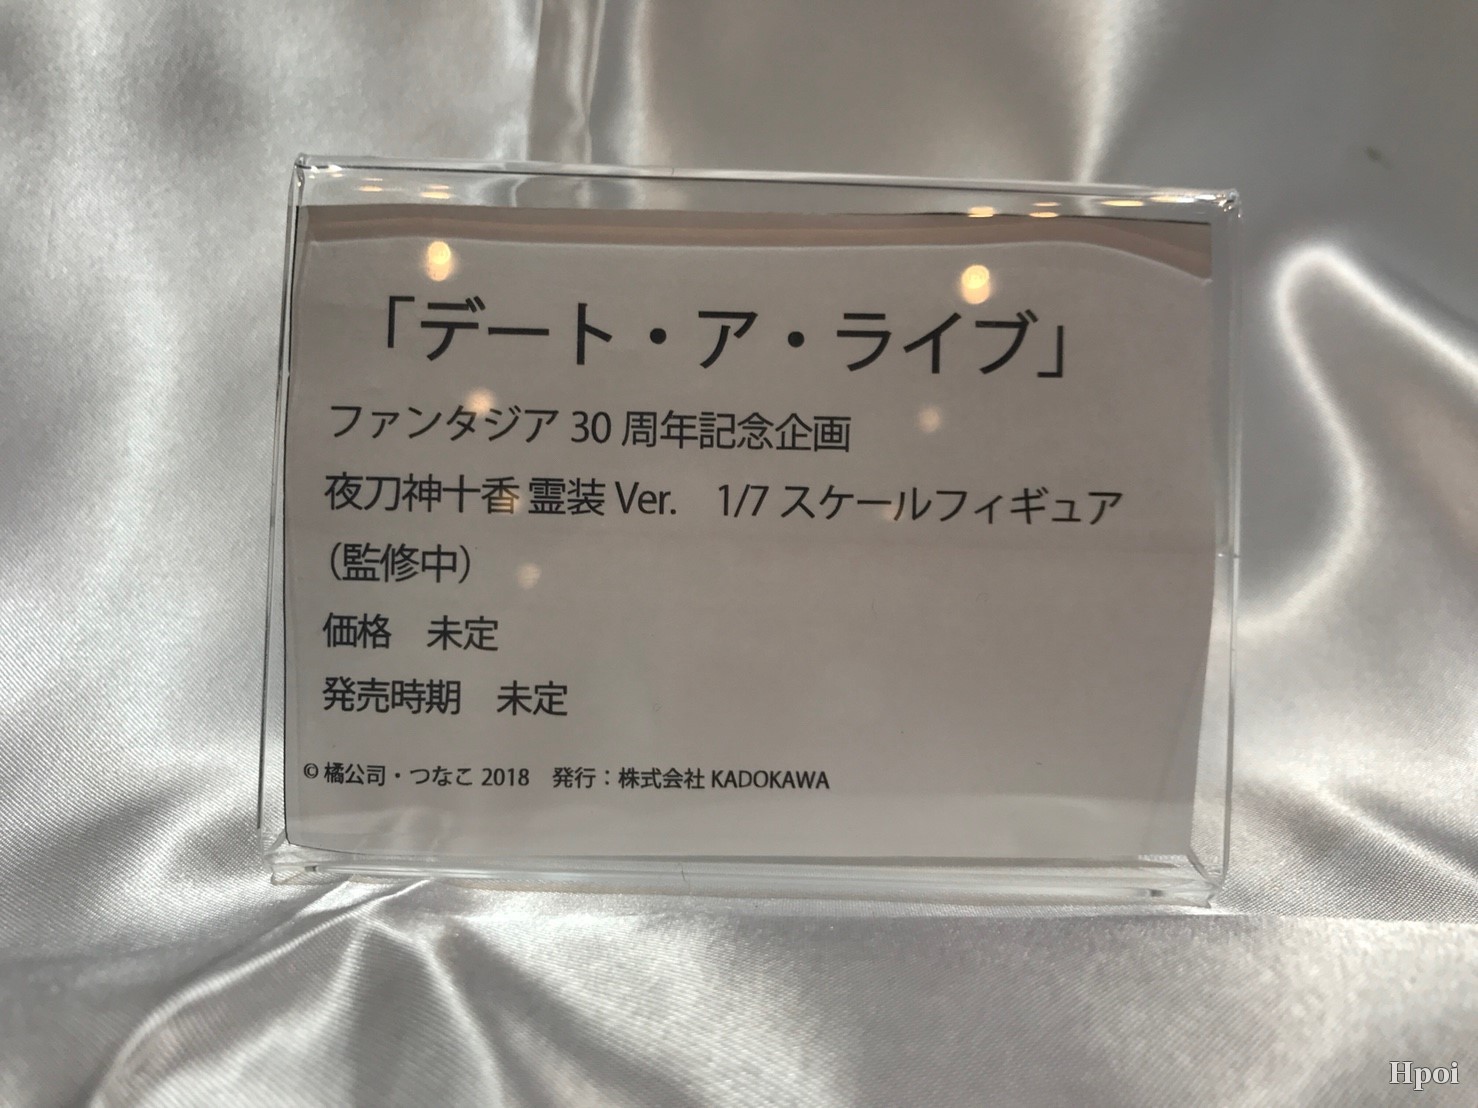 「デート・ア・ライブ」
ファンタジア 30 周年記念企画
夜刀神十香 霊装 Ver.　1/7 スケールフィギュア
（監修中）
価格　未定
発売時期　未定
© 橘公司・つなこ 2018　発行：株式会社 KADOKAWA
Hpoi